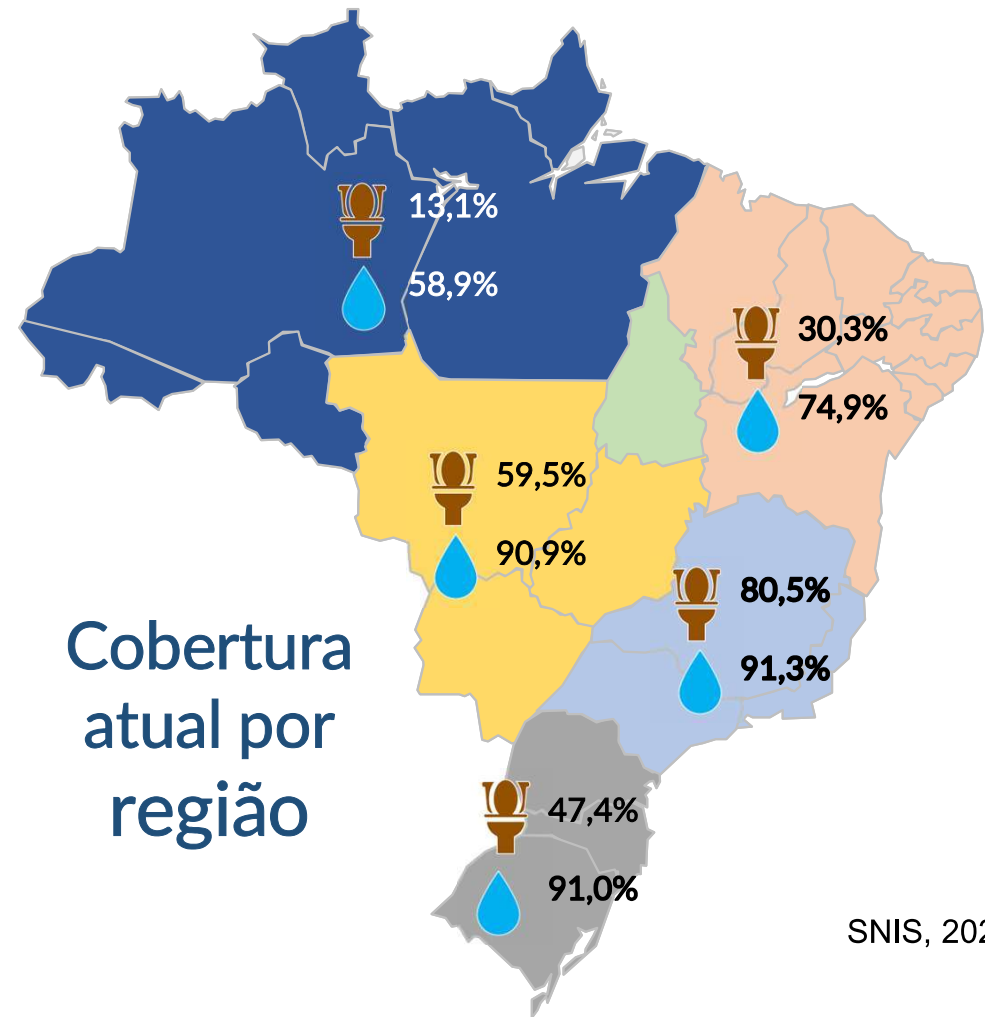 13,1%
58,9%
30,3%
74,9%
59,5%
90,9%
80,5%
91,3%
Cobertura
atual por
região
47,4%
91,0%
SNIS, 202